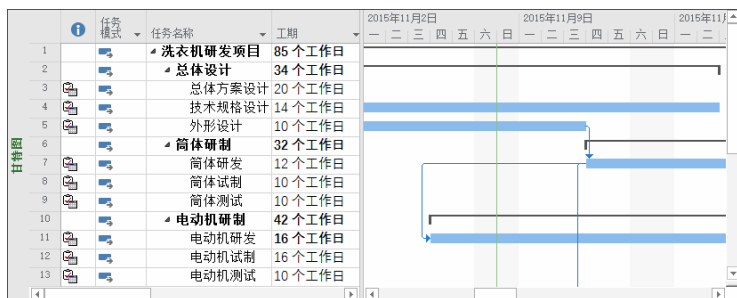 2015年11月2日 2015年11月9日 2015年11月
任务模式 任务名称 工期 一 二 三 四 五 六 日 一 二 三 四 五 六 日 一 二
甘特图
1 洗衣机研发项目 85 个工作日
2 总体设计 34 个工作日
3 总体方案设计 20 个工作日
4 技术规格设计 14 个工作日
5 外形设计 10 个工作日
6 简体研制 32 个工作日
7 简体研发 12 个工作日
8 简体试制 10 个工作日
9 简体测试 10 个工作日
10 电动机研制 42 个工作日
11 电动机研发 16 个工作日
12 电动机试制 16 个工作日
13 电动机测试 10 个工作日